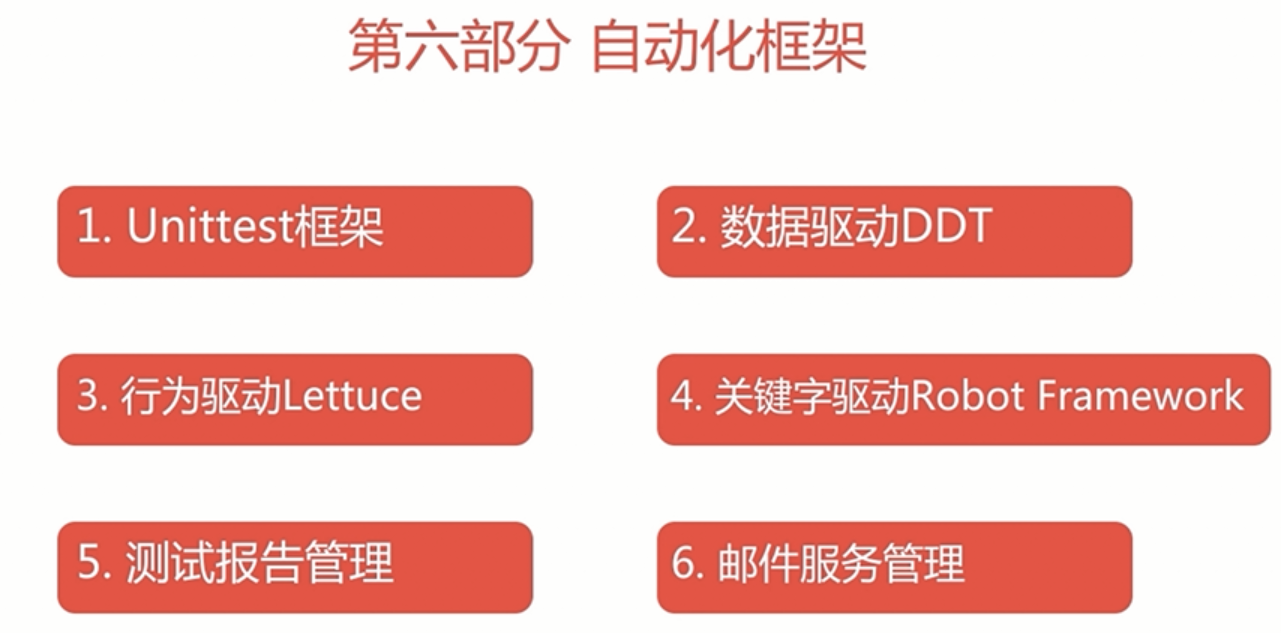 第六部分 自动化框架
1. Unittest框架
2. 数据驱动DDT
3. 行为驱动Lettuce
4. 关键字驱动Robot Framework
5. 测试报告管理
6. 邮件服务管理